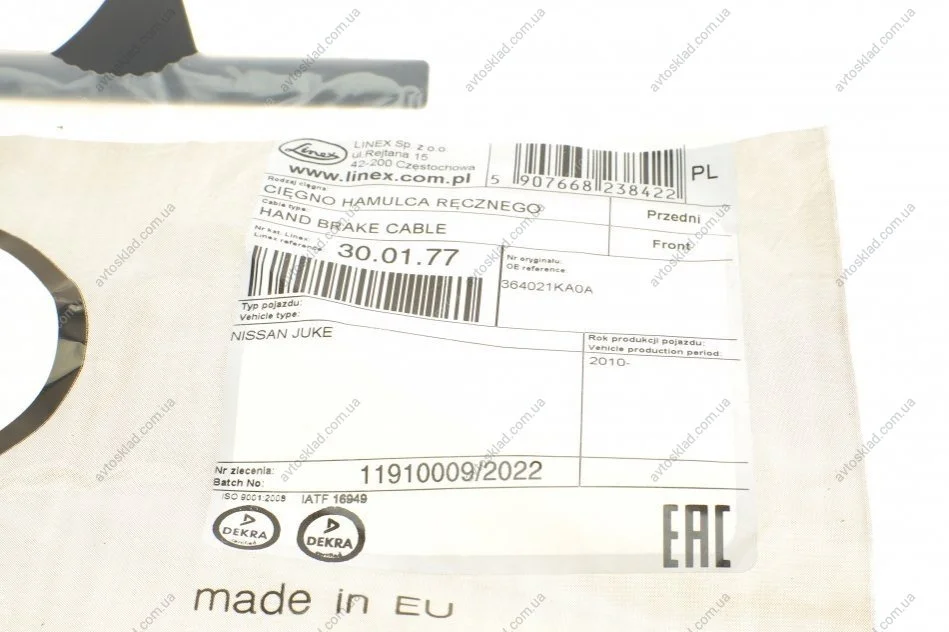 Linex
LINEX Sp. z o.o.
ul.Rejtana 15
42-200 Częstochowa
www.linex.com.pl
5 907668 238422
PL
Rodzaj cięgna:
CIĘGNO HAMULCA RĘCZNEGO
Przedni
Cable type:
HAND BRAKE CABLE
Front
Nr kat. Linex:
Linex reference:
30.01.77
Nr oryginału:
OE reference
364021KA0A
Typ pojazdu:
Vehicle type:
NISSAN JUKE
Rok produkcji pojazdu:
Vehicle production period:
2010-
Nr zlecenia:
Batch No:
11910009/2022
ISO 9001:2008
IATF 16949
DEKRA
DEKRA
EAC
made in EU
avtosklad.com.ua